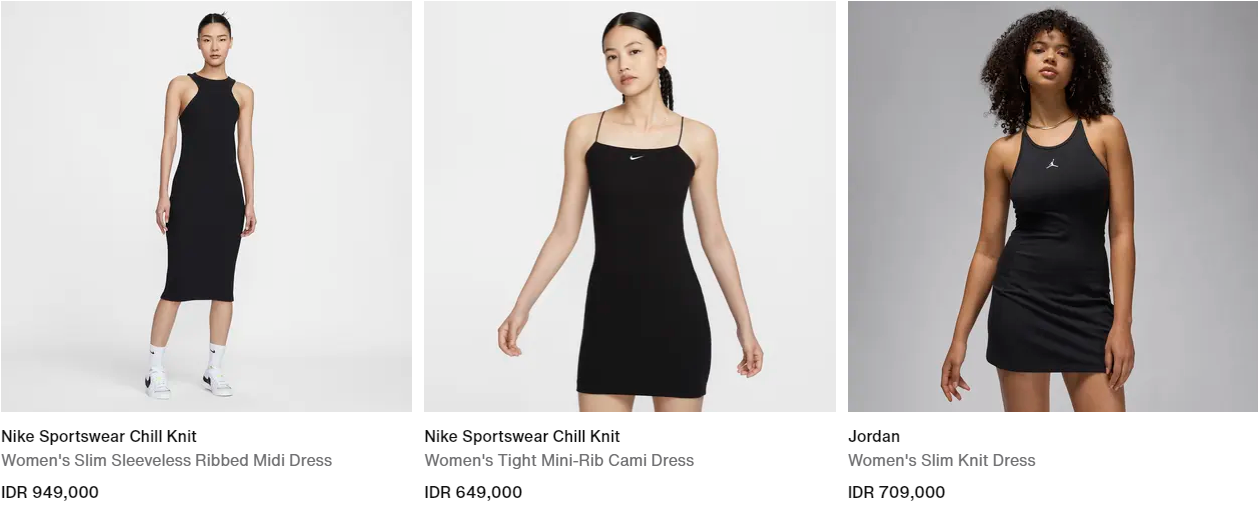 Nike Sportswear Chill Knit
Women's Slim Sleeveless Ribbed Midi Dress
IDR 949,000
Nike Sportswear Chill Knit
Women's Tight Mini-Rib Cami Dress
IDR 649,000
Jordan
Women's Slim Knit Dress
IDR 709,000